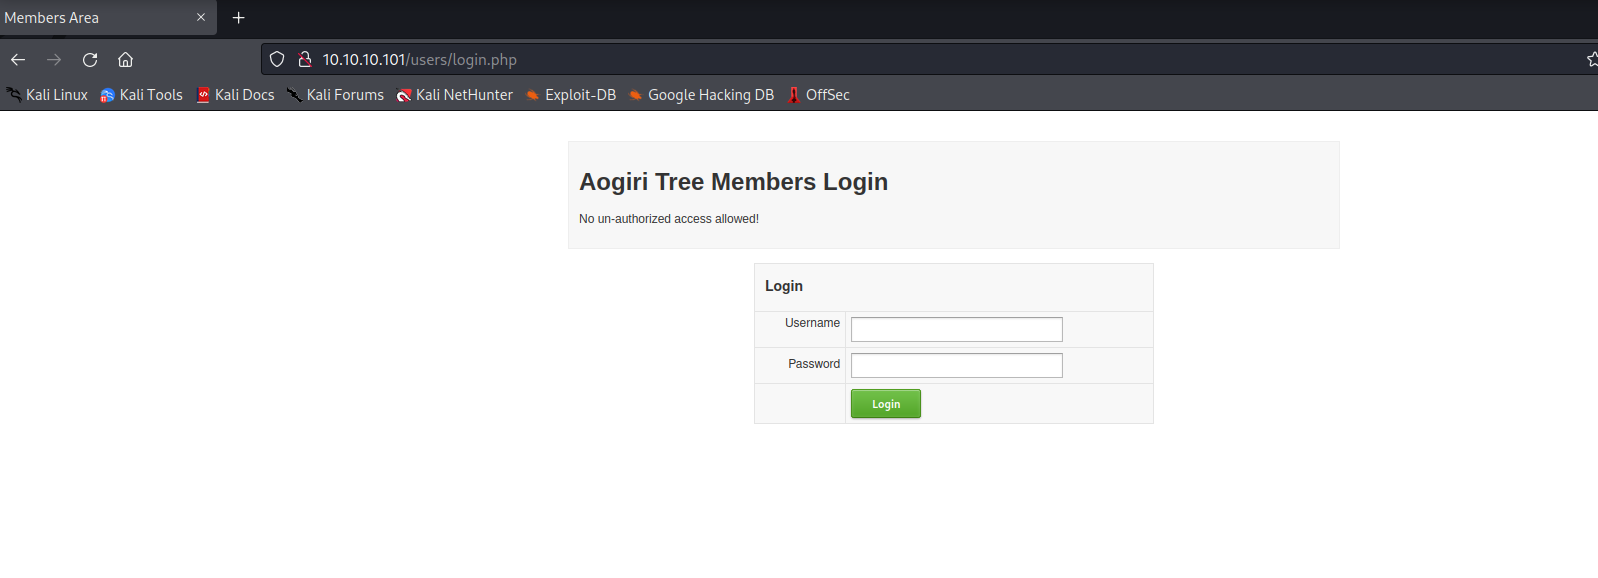 Members Area
10.10.10.101/users/login.php
Kali Linux Kali Tools Kali Docs Kali Forums Kali NetHunter Exploit-DB Google Hacking DB OffSec
Aogiri Tree Members Login
No un-authorized access allowed!
Login
Username
Password
Login